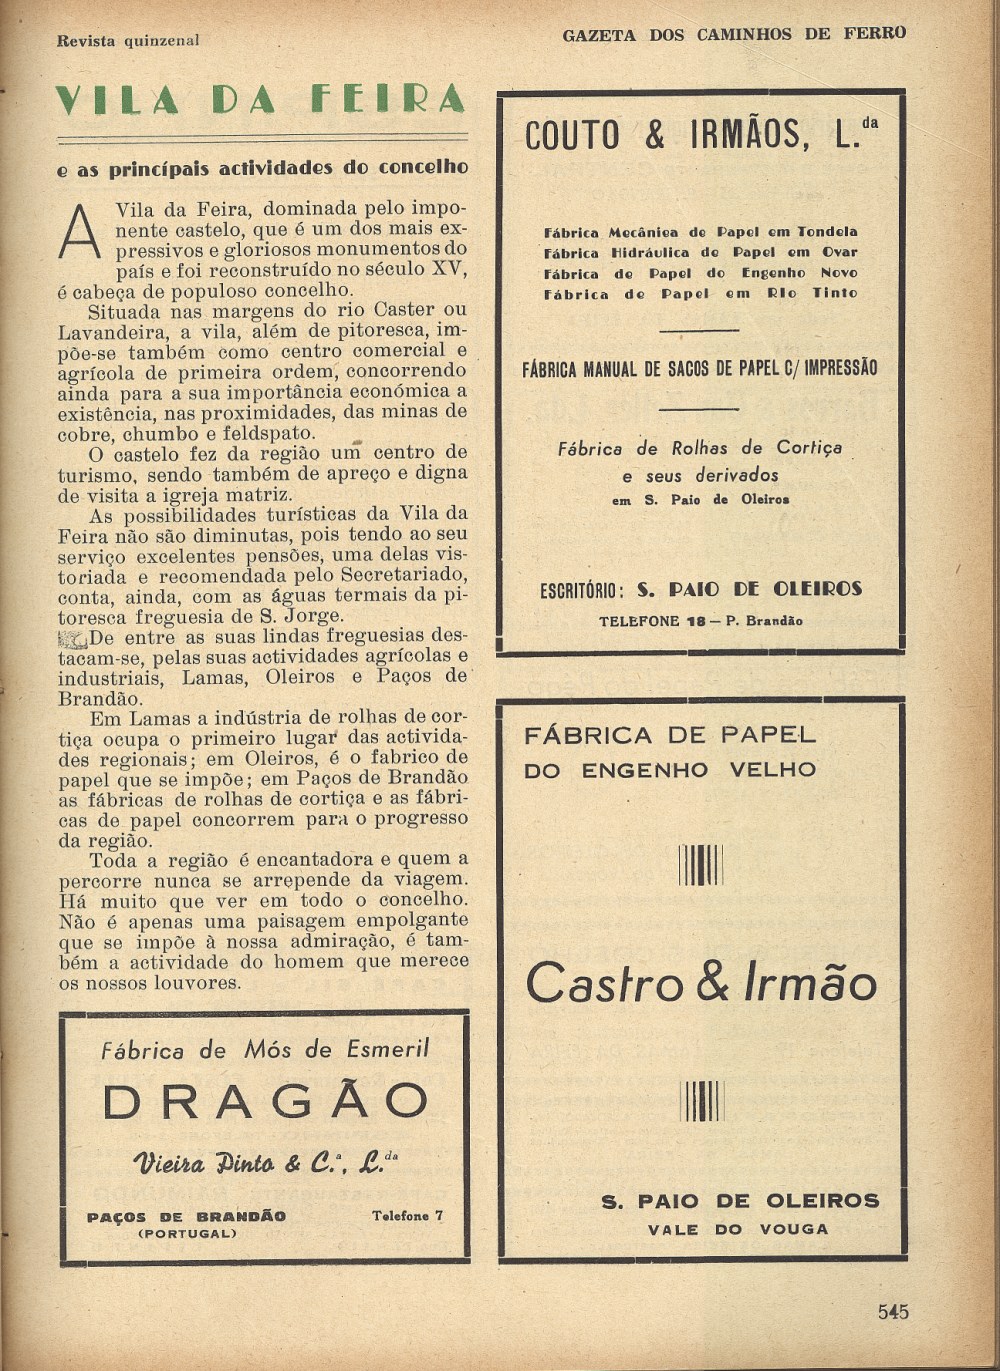 Revista quinzenal
GAZETA DOS CAMINHOS DE FERRO
VILA DA FEIRA
e as princípais actividades do concelho
A Vila da Feira, dominada pelo impo-
nente castelo, que é um dos mais ex-
pressivos e gloriosos monumentos do
país e foi reconstruído no século XV,
é cabeça de populoso concelho.
Situada nas margens do rio Caster ou
Lavandeira, a vila, além de pitoresca, im-
põe-se também como centro comercial e
agrícola de primeira ordem, concorrendo
ainda para a sua importância económica a
existência, nas proximidades, das minas de
cobre, chumbo e feldspato.
O castelo fez da região um centro de
turismo, sendo também de apreço e digna
de visita a igreja matriz.
As possibilidades turísticas da Vila da
Feira não são diminutas, pois tendo ao seu
serviço excelentes pensões, uma delas vis-
toriada e recomendada pelo Secretariado,
conta, ainda, com as águas termais da pi-
toresca freguesia de S. Jorge.
De entre as suas lindas freguesias des-
tacam-se, pelas suas actividades agrícolas e
industriais, Lamas, Oleiros e Paços de
Brandão.
Em Lamas a indústria de rolhas de cor-
tiça ocupa o primeiro lugar das activida-
des regionais; em Oleiros, é o fabrico de
papel que se impõe; em Paços de Brandão
as fábricas de rolhas de cortiça e as fábri-
cas de papel concorrem para o progresso
da região.
Toda a região é encantadora e quem a
percorre nunca se arrepende da viagem.
Há muito que ver em todo o concelho.
Não é apenas uma paisagem empolgante
que se impõe à nossa admiração, é tam-
bém a actividade do homem que merece
os nossos louvores.
Fábrica de Mós de Esmeril
DRAGÃO
Vieira Pinto & C.ª, L.da
PAÇOS DE BRANDÃO
(PORTUGAL)
Telefone 7
COUTO & IRMÃOS, L.da
Fábrica Mecânica de Papel em Tondela
Fábrica Hidráulica de Papel em Ovar
Fábrica de Papel do Engenho Novo
Fábrica de Papel em Rio Tinto
FÁBRICA MANUAL DE SACOS DE PAPEL C/ IMPRESSÃO
Fábrica de Rolhas de Cortiça
e seus derivados
em S. Paio de Oleiros
ESCRITÓRIO: S. PAIO DE OLEIROS
TELEFONE 18 — P. Brandão
FÁBRICA DE PAPEL
DO ENGENHO VELHO
Castro & Irmão
S. PAIO DE OLEIROS
VALE DO VOUGA
545